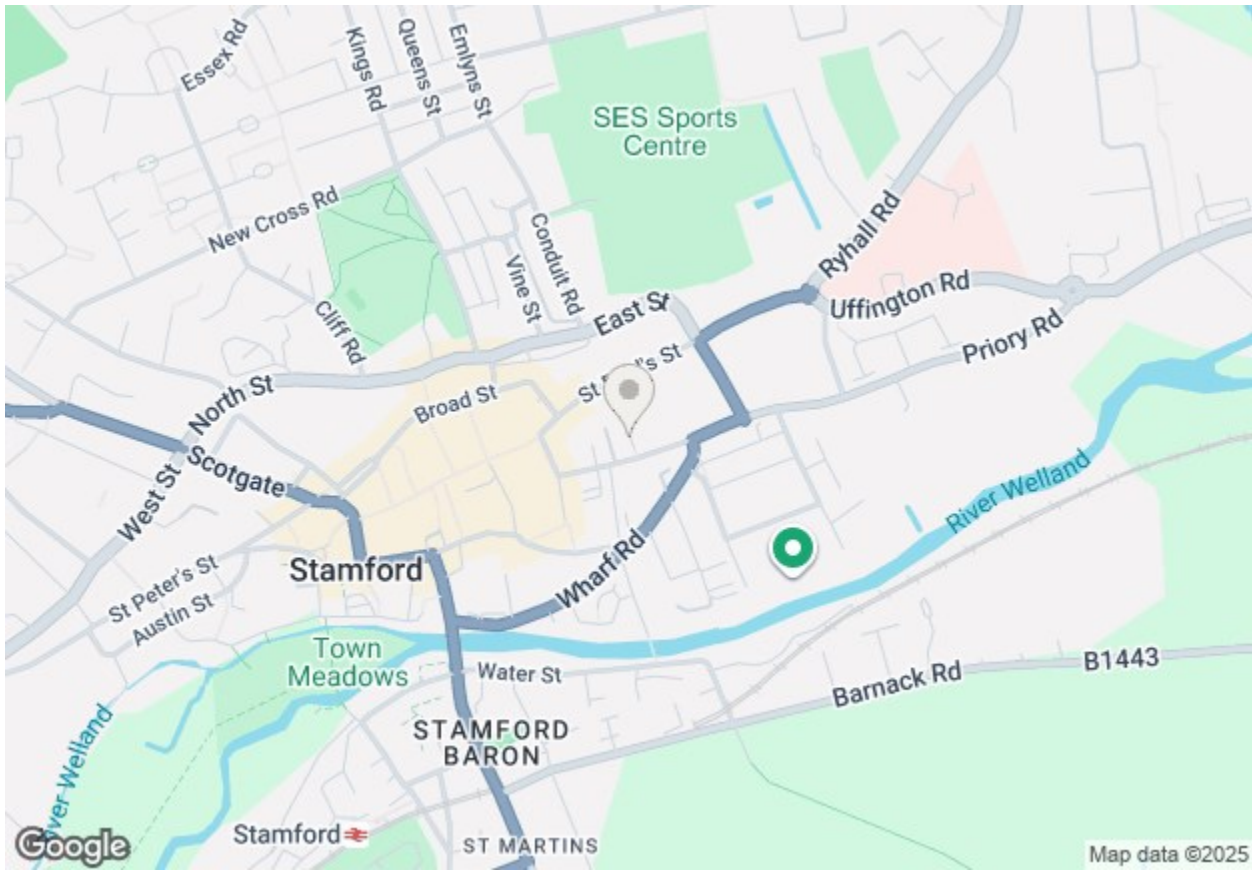 Essex Rd
Kings Rd
Queens St
Emlyns St
SES Sports
Centre
New Cross Rd
Conduit Rd
Vine St
Ryhall Rd
Uffington Rd
Cliff Rd
East St
Priory Rd
North St
Broad St
West St
Scotgate
River Welland
Wharf Rd
Stamford
St Peter's St
Austin St
Town
Meadows
Water St
B1443
Barnack Rd
STAMFORD
BARON
Stamford
ST MARTINS
Google
Map data ©2025